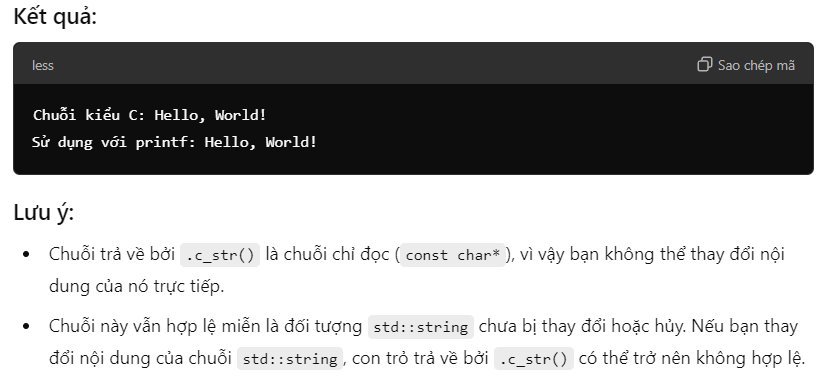 Kết quả:
less
Sao chép mã
Chuỗi kiểu C: Hello, World!
Sử dụng với printf: Hello, World!
Lưu ý:
• Chuỗi trả về bởi .c_str() là chuỗi chỉ đọc (const char*), vì vậy bạn không thể thay đổi nội
dung của nó trực tiếp.
• Chuỗi này vẫn hợp lệ miễn là đối tượng std::string chưa bị thay đổi hoặc hủy. Nếu bạn thay
đổi nội dung của chuỗi std::string, con trỏ trả về bởi .c_str() có thể trở nên không hợp lệ.